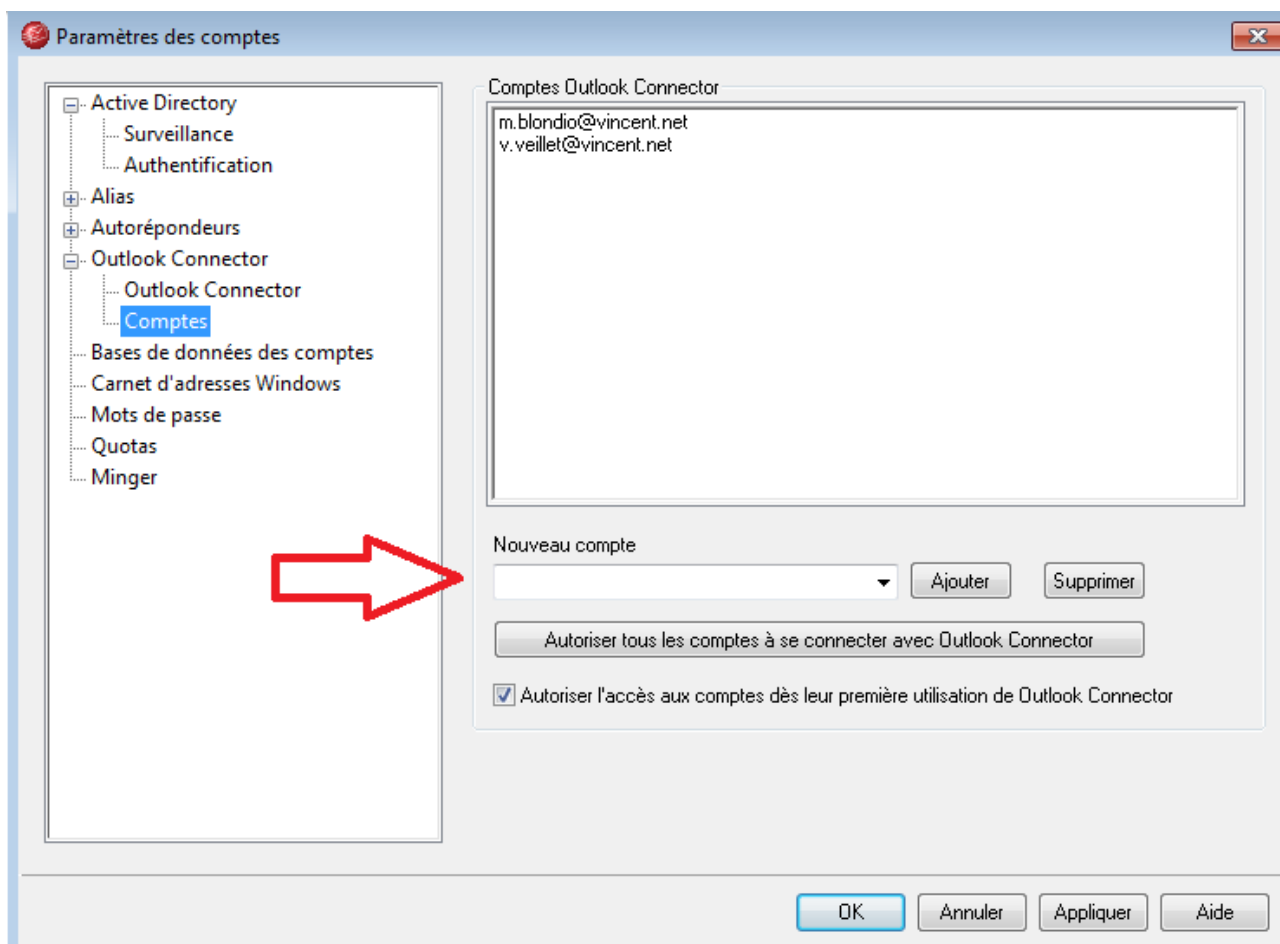 Paramètres des comptes
Active Directory
Surveillance
Authentification
Alias
Autorépondeurs
Outlook Connector
Outlook Connector
Comptes
Bases de données des comptes
Carnet d'adresses Windows
Mots de passe
Quotas
Minger
Comptes Outlook Connector
m.blondio@vincent.net
v.veillet@vincent.net
Nouveau compte
Ajouter Supprimer
Autoriser tous les comptes à se connecter avec Outlook Connector
Autoriser l'accès aux comptes dès leur première utilisation de Outlook Connector
OK Annuler Appliquer Aide